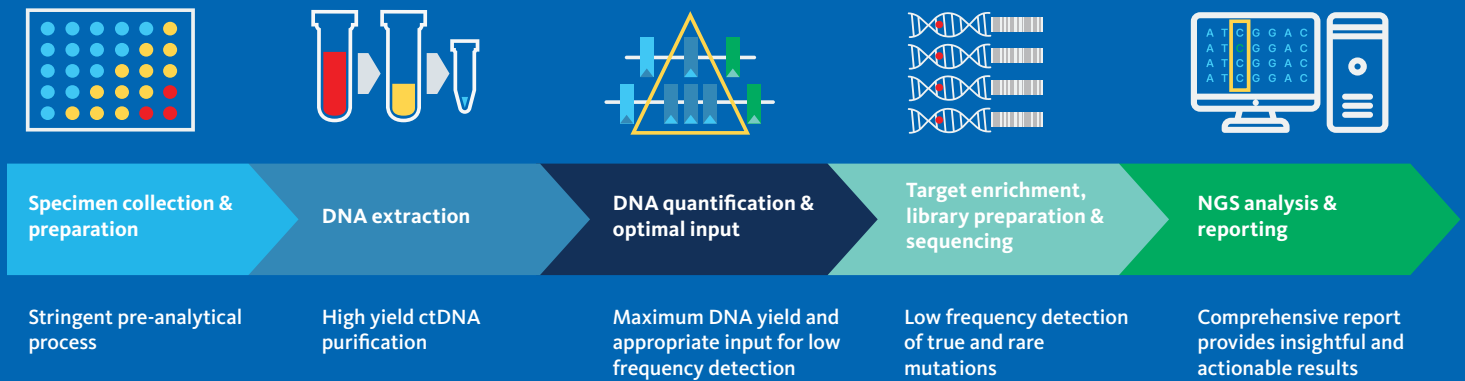 A T C G G A C
A T C G G A C
A T C G G A C
A T C G G A C
Specimen collection &
preparation
DNA extraction
DNA quantification &
optimal input
Target enrichment,
library preparation &
sequencing
NGS analysis &
reporting
Stringent pre-analytical
process
High yield ctDNA
purification
Maximum DNA yield and
appropriate input for low
frequency detection
Low frequency detection
of true and rare
mutations
Comprehensive report
provides insightful and
actionable results